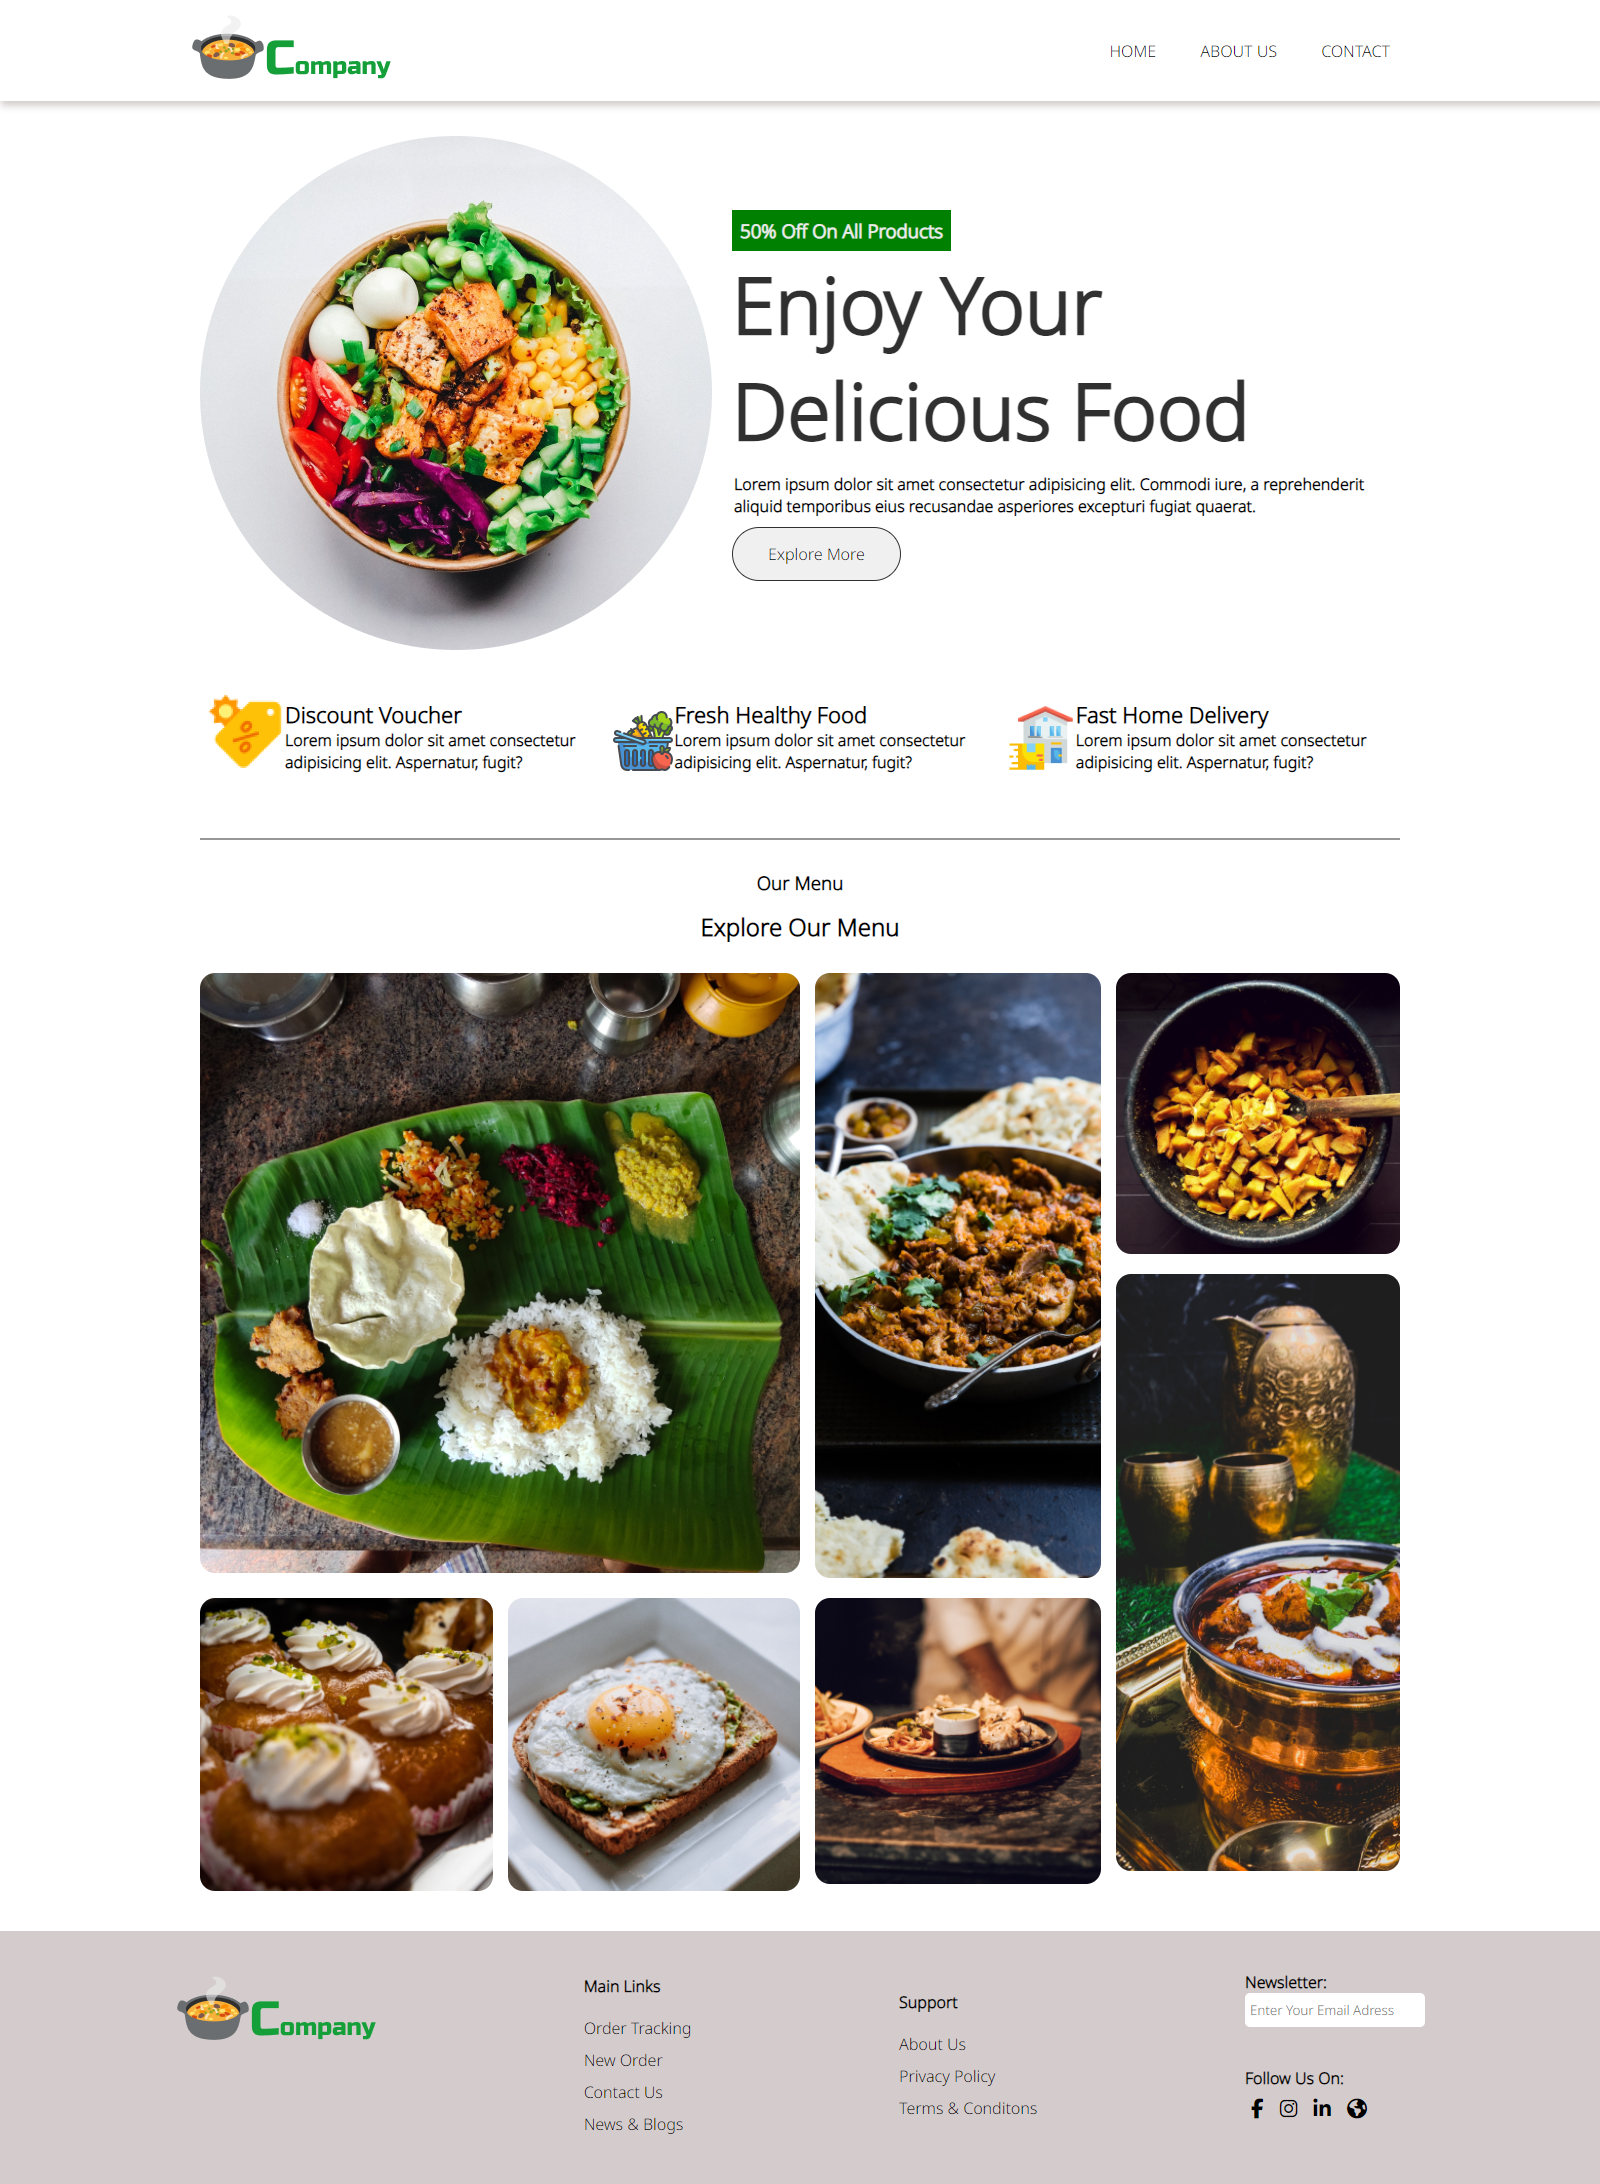 Company
HOME ABOUT US CONTACT
50% Off On All Products
Enjoy Your
Delicious Food
Lorem ipsum dolor sit amet consectetur adipisicing elit. Commodi iure, a reprehenderit
aliquid temporibus eius recusandae asperiores excepturi fugiat quaerat.
Explore More
Discount Voucher
Lorem ipsum dolor sit amet consectetur
adipisicing elit. Aspernatur, fugit?
Fresh Healthy Food
Lorem ipsum dolor sit amet consectetur
adipisicing elit. Aspernatur, fugit?
Fast Home Delivery
Lorem ipsum dolor sit amet consectetur
adipisicing elit. Aspernatur, fugit?
Our Menu
Explore Our Menu
Company
Main Links
Order Tracking
New Order
Contact Us
News & Blogs
Support
About Us
Privacy Policy
Terms & Conditons
Newsletter:
Enter Your Email Adress
Follow Us On: